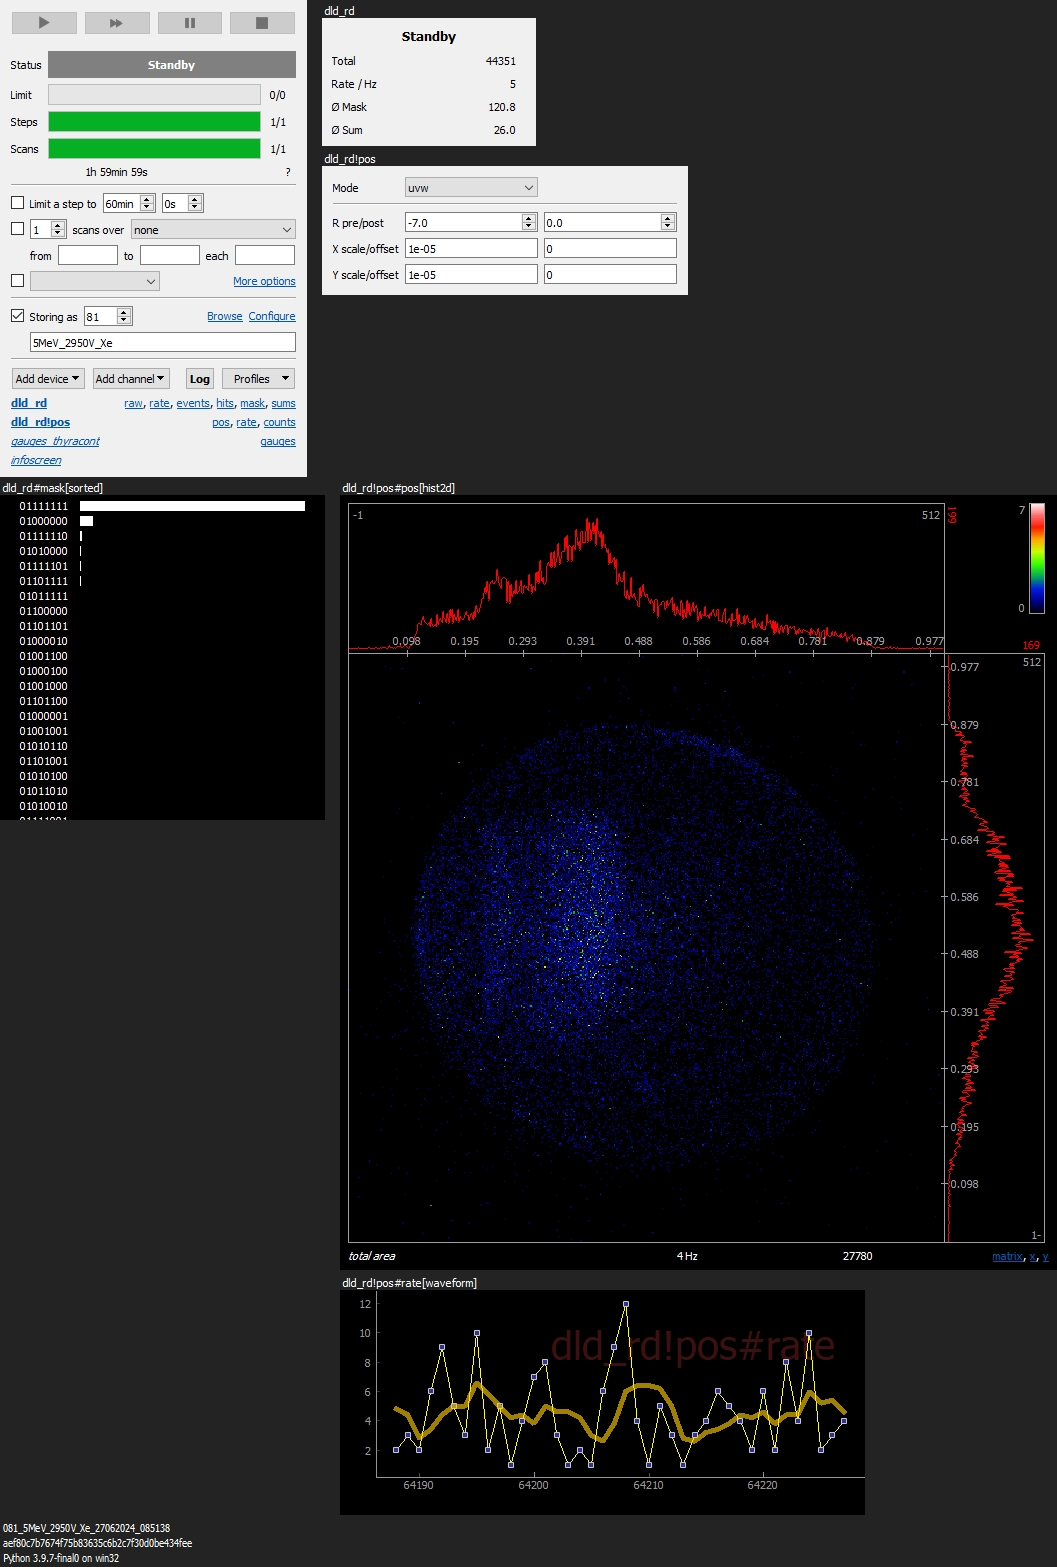 Status Standby
Limit 0/0
Steps 1/1
Scans 1/1
1h 59min 59s ?
Limit a step to 60min 0s
1 scans over none
from to each
More options
Storing as 81 Browse Configure
5MeV_2950V_Xe
Add device Add channel Log Profiles
dld_rd raw, rate, events, hits, mask, sums
dld_rd!pos pos, rate, counts
gauges_thyracont gauges
infoscreen
dld_rd
Standby
Total 44351
Rate / Hz 5
Ø Mask 120.8
Ø Sum 26.0
dld_rd!pos
Mode uvw
R pre/post -7.0 0.0
X scale/offset 1e-05 0
Y scale/offset 1e-05 0
dld_rd#mask[sorted]
01111111
01000000
01111110
01010000
01111101
01101111
01011111
01100000
01101101
01000010
01001100
01000100
01001000
01101100
01000001
01001001
01010110
01101001
01010100
01011010
01010010
01111001
dld_rd!pos#pos[hist2d]
-1 512 199 7
0
0.098 0.195 0.293 0.391 0.488 0.586 0.684 0.781 0.879 0.977 169
512
0.977
0.879
0.781
0.684
0.586
0.488
0.391
0.293
0.195
0.098
1-
total area 4 Hz 27780 matrix, x, y
dld_rd!pos#rate[waveform]
dld_rd!pos#rate
12
10
8
6
4
2
64190 64200 64210 64220
081_5MeV_2950V_Xe_27062024_085138
aef80c7b7674f75b83635c6b2c7f30d0be434fee
Python 3.9.7-final0 on win32